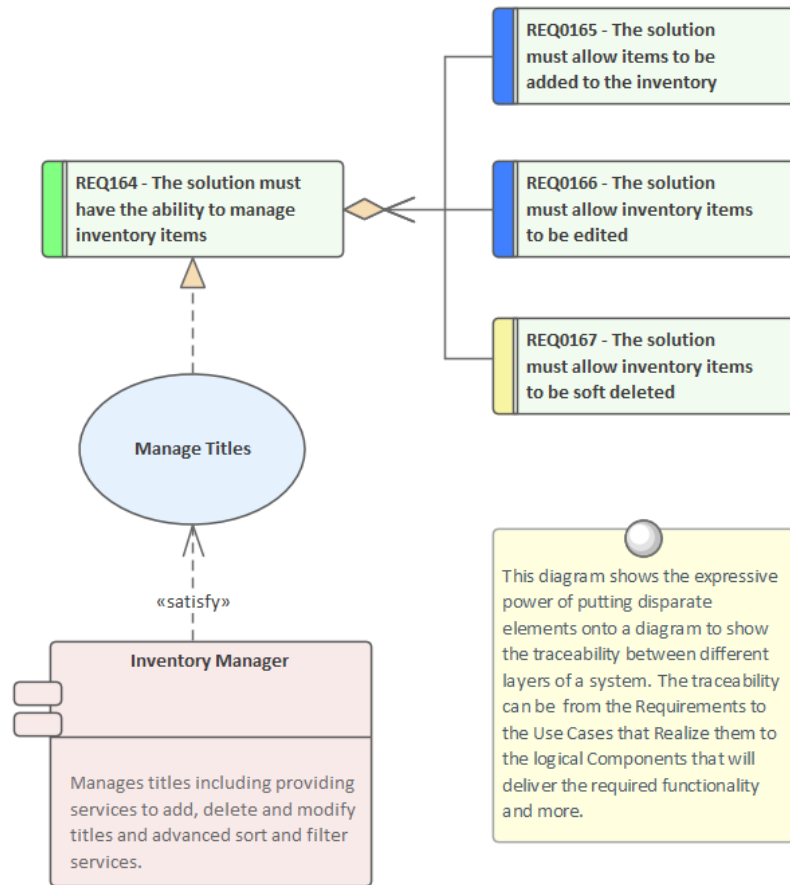 REQ0165 - The solution
must allow items to be
added to the inventory
REQ164 - The solution must
have the ability to manage
inventory items
REQ0166 - The solution
must allow inventory items
to be edited
REQ0167 - The solution
must allow inventory items
to be soft deleted
Manage Titles
«satisfy»
Inventory Manager
Manages titles including providing
services to add, delete and modify
titles and advanced sort and filter
services.
This diagram shows the expressive
power of putting disparate
elements onto a diagram to show
the traceability between different
layers of a system. The traceability
can be from the Requirements to
the Use Cases that Realize them to
the logical Components that will
deliver the required functionality
and more.